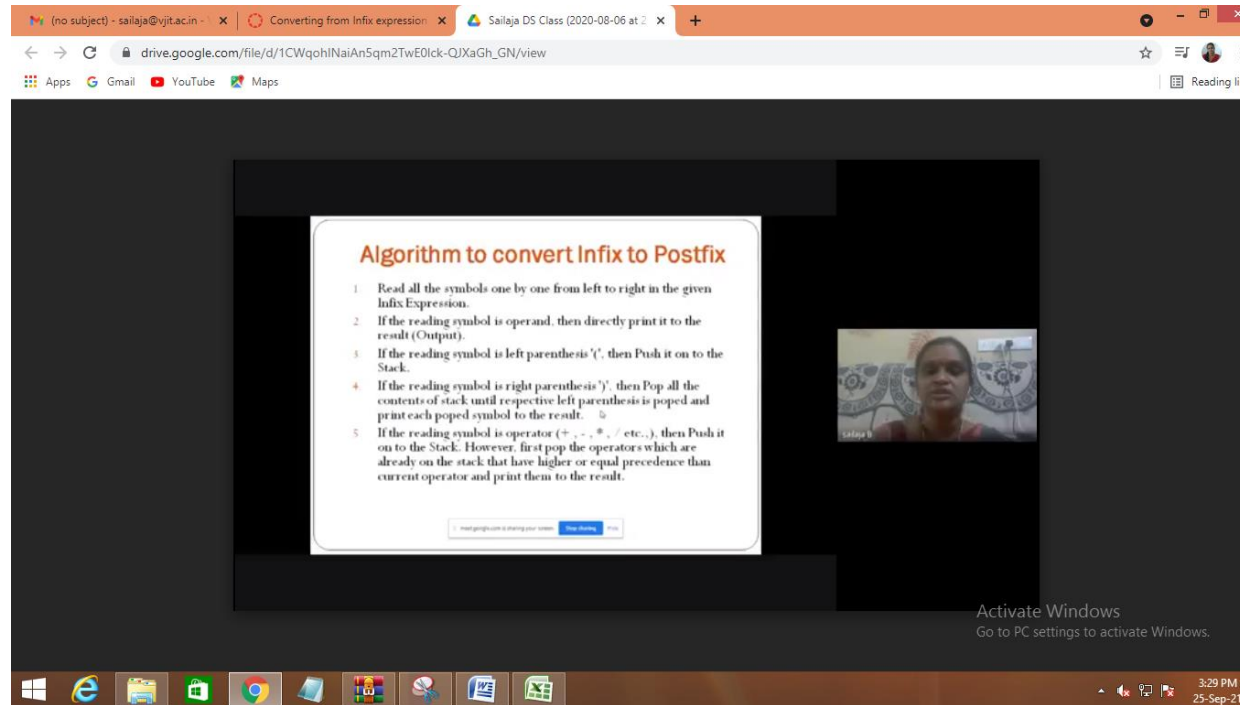 (no subject) - sailaja@vjit.ac.in -
Converting from Infix expression
Sailaja DS Class (2020-08-06 at 2
drive.google.com/file/d/1CWqohINaiAn5qm2TwE0Ick-QJXaGh_GN/view
Apps Gmail YouTube Maps
Reading li
Algorithm to convert Infix to Postfix
1. Read all the symbols one by one from left to right in the given
Infix Expression.
2. If the reading symbol is operand, then directly print it to the
result (Output).
3. If the reading symbol is left parenthesis '(', then Push it on to the
Stack.
4. If the reading symbol is right parenthesis ')', then Pop all the
contents of stack until respective left parenthesis is poped and
print each poped symbol to the result.
5. If the reading symbol is operator (+ , - , * , / etc.,), then Push it
on to the Stack. However, first pop the operators which are
already on the stack that have higher or equal precedence than
current operator and print them to the result.
meet.google.com is sharing your screen. Stop sharing Hide
sailaja B
Activate Windows
Go to PC settings to activate Windows.
3:29 PM
25-Sep-21